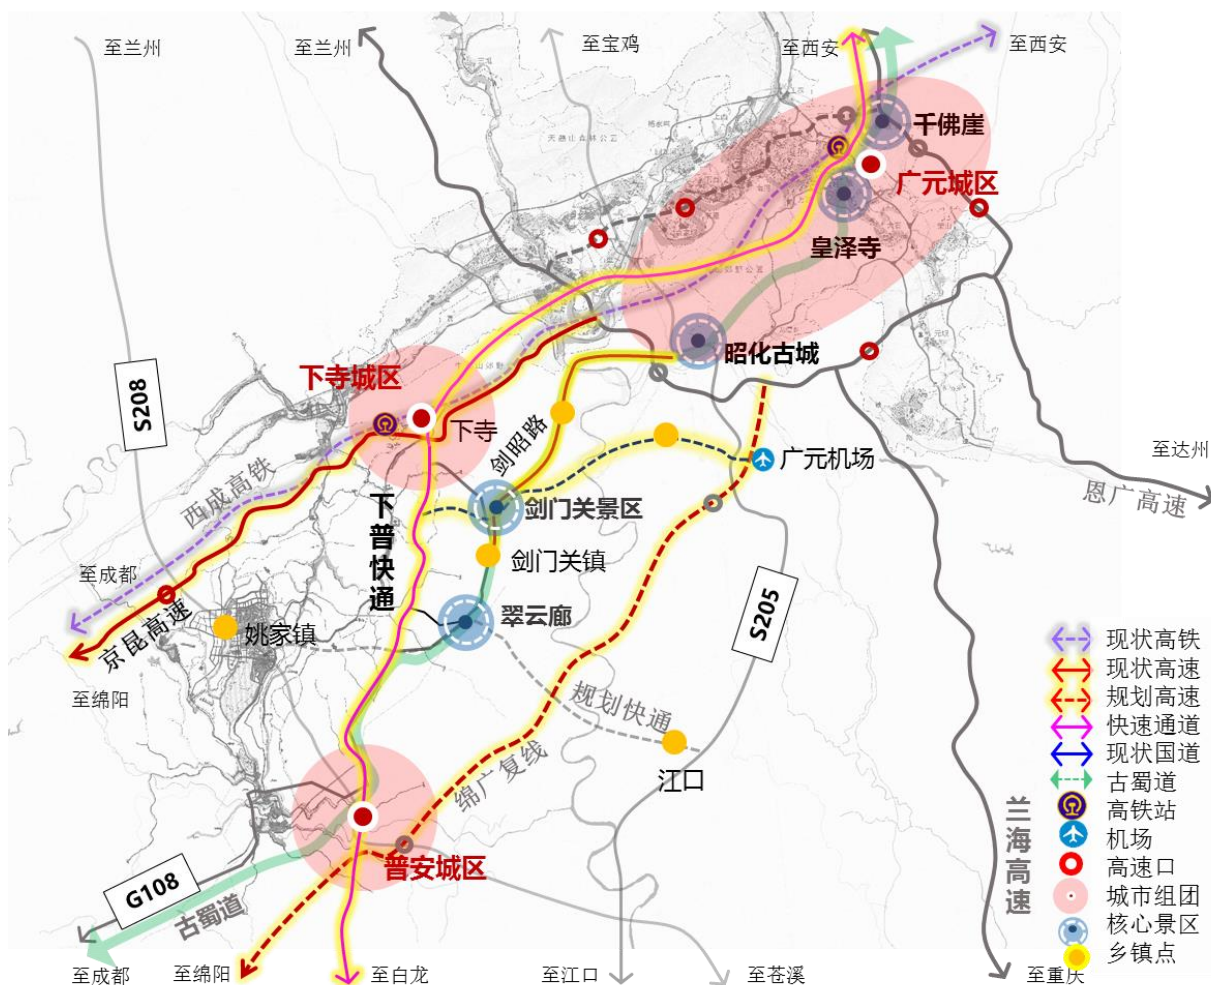 至兰州
至兰州
至宝鸡
至西安
至西安
千佛崖
广元城区
皇泽寺
昭化古城
S208
下寺城区
下寺
剑昭路
广元机场
至达州
恩广高速
西成高铁
下普快通
剑门关景区
剑门关镇
至成都
京昆高速
姚家镇
翠云廊
S205
至绵阳
规划快通
江口
绵广复线
兰海高速
普安城区
G108
古蜀道
至成都
至绵阳
至白龙
至江口
至苍溪
至重庆
现状高铁
现状高速
规划高速
快速通道
现状国道
古蜀道
高铁站
机场
高速口
城市组团
核心景区
乡镇点